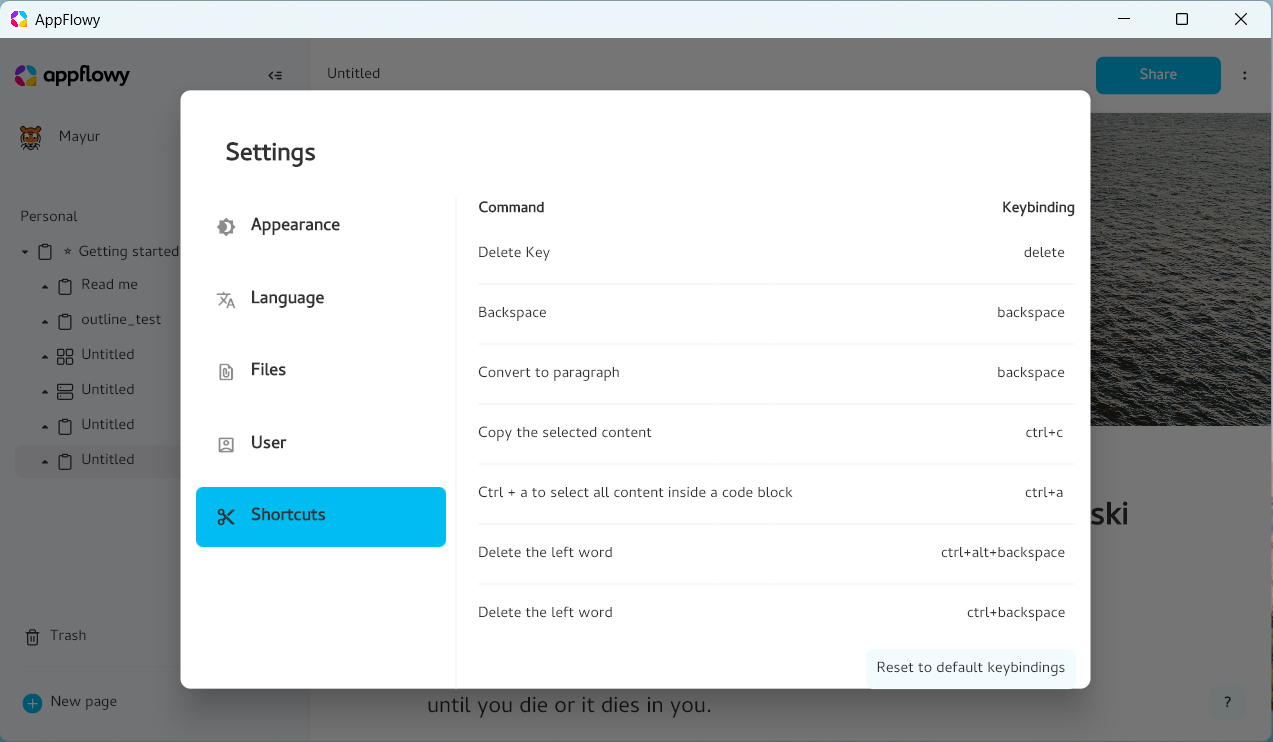 AppFlowy
appflowy
Untitled
Share
Mayur
Personal
⭐ Getting started
Read me
outline_test
Untitled
Untitled
Untitled
Untitled
Trash
New page
Settings
Appearance
Language
Files
User
Shortcuts
Command Keybinding
Delete Key delete
Backspace backspace
Convert to paragraph backspace
Copy the selected content ctrl+c
Ctrl + a to select all content inside a code block ctrl+a
Delete the left word ctrl+alt+backspace
Delete the left word ctrl+backspace
Reset to default keybindings
ski
until you die or it dies in you.
?